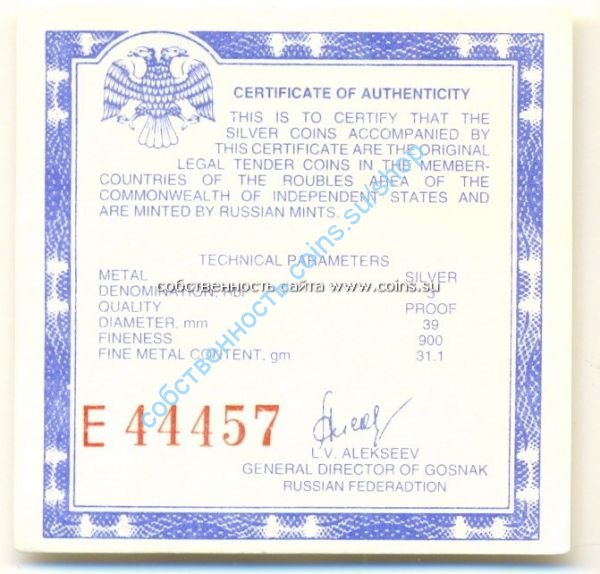 CERTIFICATE OF AUTHENTICITY
THIS IS TO CERTIFY THAT THE
SILVER COINS ACCOMPANIED BY
THIS CERTIFICATE ARE THE ORIGINAL
LEGAL TENDER COINS IN THE MEMBER-
COUNTRIES OF THE ROUBLES AREA OF THE
COMMONWEALTH OF INDEPENDENT STATES AND
ARE MINTED BY RUSSIAN MINTS.
TECHNICAL PARAMETERS
METAL SILVER
собственность сайта www.coins.su
DENOMINATION, 3
QUALITY PROOF
DIAMETER, mm 39
FINENESS 900
FINE METAL CONTENT, gm 31.1
собственность coins.su/shop
E 44457
L.V. ALEKSEEV
GENERAL DIRECTOR OF GOSNAK
RUSSIAN FEDERADTION